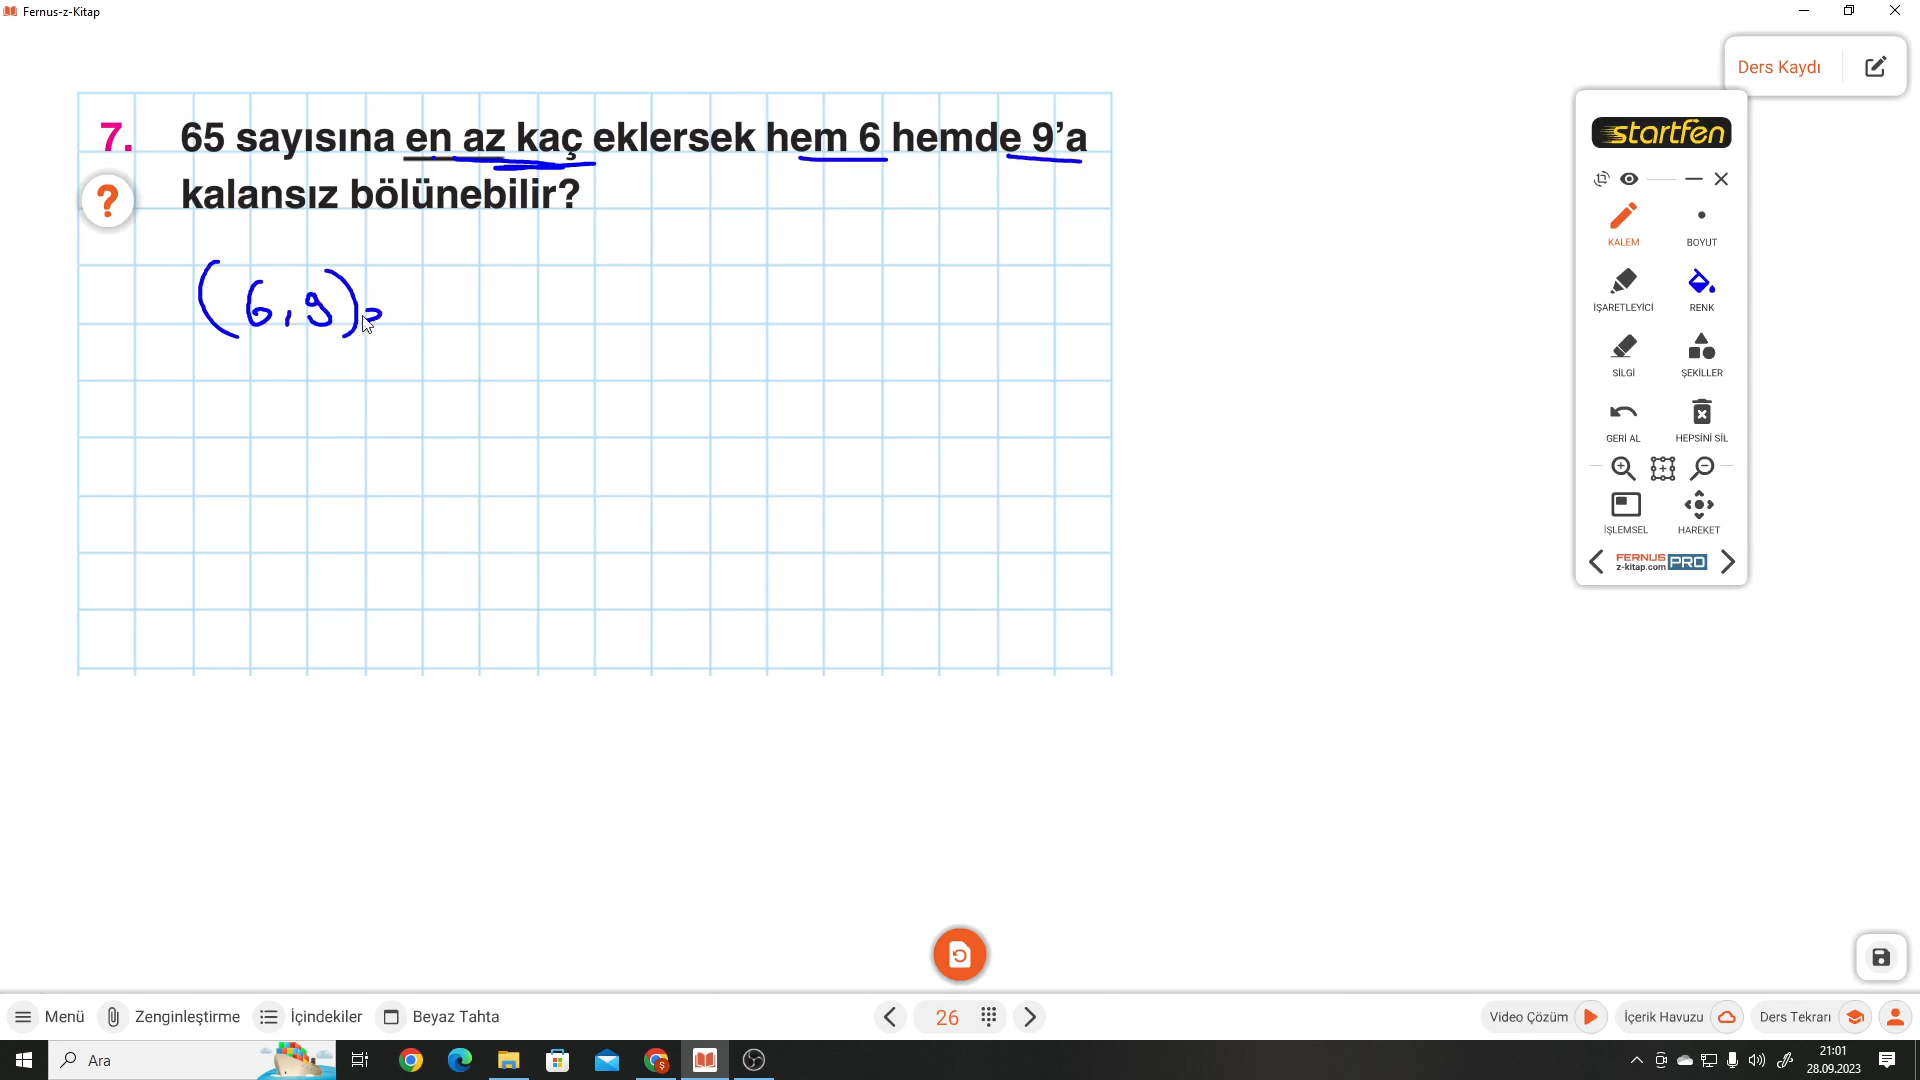 Fernus-z-Kitap
Ders Kaydı
7. 65 sayısına en az kaç eklersek hem 6 hemde 9’a
kalansız bölünebilir?
?
(6,9)=
startfen
KALEM BOYUT
İŞARETLEYİCİ RENK
SİLGİ ŞEKİLLER
GERİ AL HEPSİNİ SİL
İŞLEMSEL HAREKET
FERNUS
z-kitap.com PRO
Menü Zenginleştirme İçindekiler Beyaz Tahta 26 Video Çözüm İçerik Havuzu Ders Tekrarı
Ara
21:01
28.09.2023